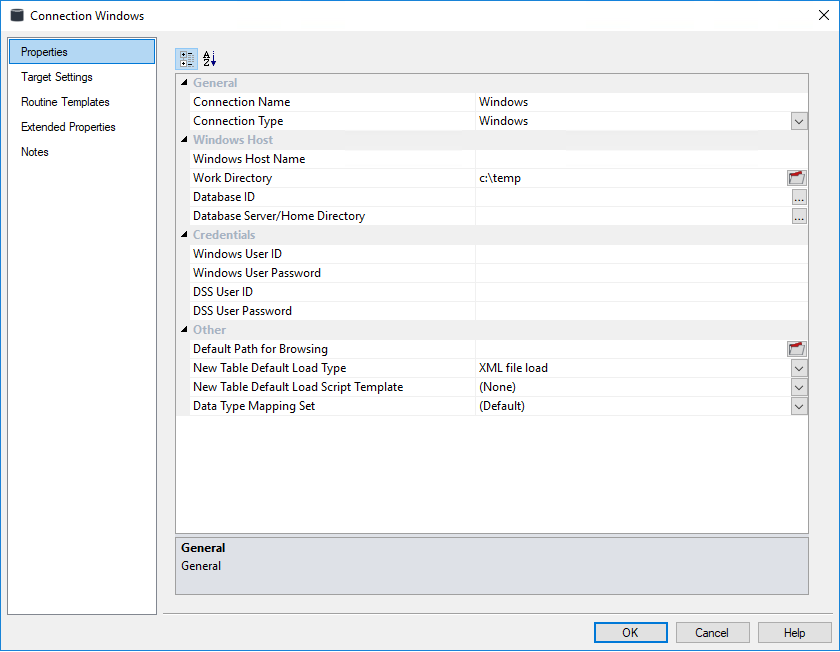 Connection Windows
Properties
Target Settings
Routine Templates
Extended Properties
Notes
General
Connection Name Windows
Connection Type Windows
Windows Host
Windows Host Name
Work Directory c:\temp
Database ID ...
Database Server/Home Directory ...
Credentials
Windows User ID
Windows User Password
DSS User ID
DSS User Password
Other
Default Path for Browsing
New Table Default Load Type XML file load
New Table Default Load Script Template (None)
Data Type Mapping Set (Default)
General
General
OK Cancel Help